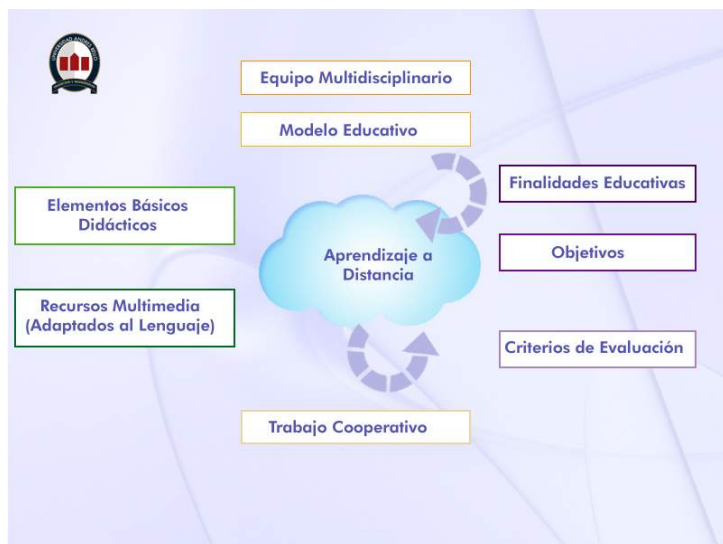 Equipo Multidisciplinario
Modelo Educativo
Finalidades Educativas
Elementos Básicos
Didácticos
Objetivos
Aprendizaje a
Distancia
Recursos Multimedia
(Adaptados al Lenguaje)
Criterios de Evaluación
Trabajo Cooperativo